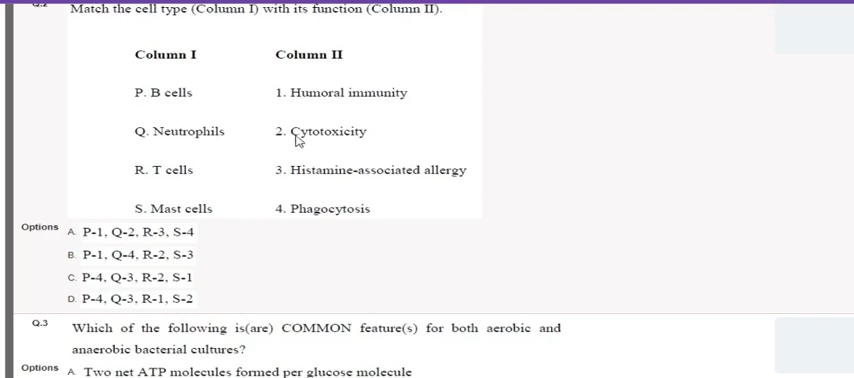 Q.2 Match the cell type (Column I) with its function (Column II).
Column I Column II
P. B cells 1. Humoral immunity
Q. Neutrophils 2. Cytotoxicity
R. T cells 3. Histamine-associated allergy
S. Mast cells 4. Phagocytosis
Options A. P-1, Q-2, R-3, S-4
B. P-1, Q-4, R-2, S-3
C. P-4, Q-3, R-2, S-1
D. P-4, Q-3, R-1, S-2
Q.3 Which of the following is(are) COMMON feature(s) for both aerobic and
anaerobic bacterial cultures?
Options A. Two net ATP molecules formed per glucose molecule